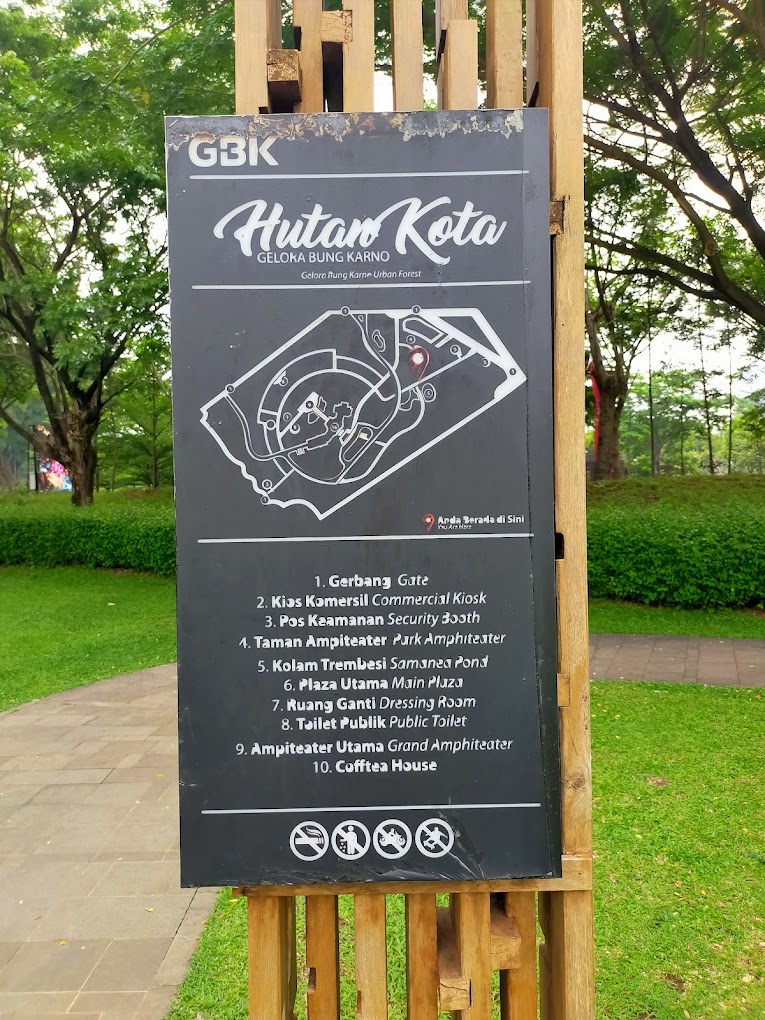 GBK
Hutan Kota
GELORA BUNG KARNO
Gelora Bung Karno Urban Forest
Anda Berada di Sini
You Are Here
1. Gerbang Gate
2. Kios Komersil Commercial Kiosk
3. Pos Keamanan Security Booth
4. Taman Ampiteater Park Amphiteater
5. Kolam Trembesi Samanea Pond
6. Plaza Utama Main Plaza
7. Ruang Ganti Dressing Room
8. Toilet Publik Public Toilet
9. Ampiteater Utama Grand Amphiteater
10. Cofftea House